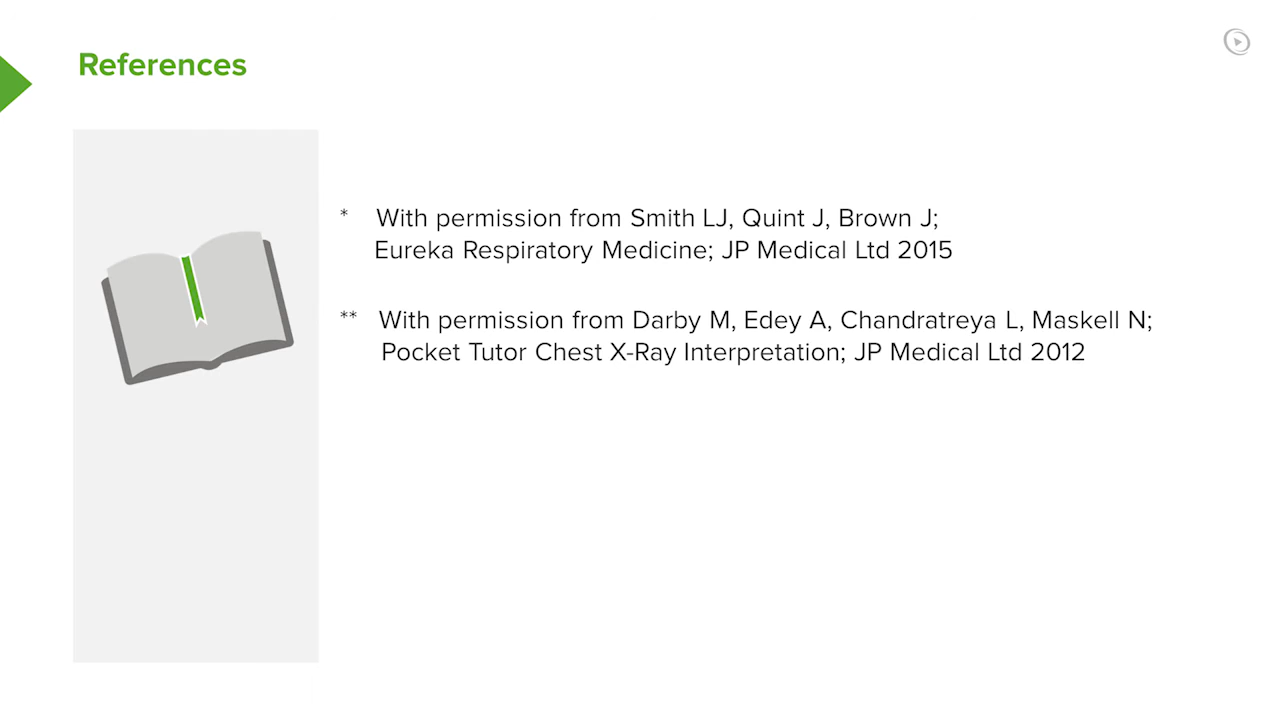 References
* With permission from Smith LJ, Quint J, Brown J;
Eureka Respiratory Medicine; JP Medical Ltd 2015
** With permission from Darby M, Edey A, Chandratreya L, Maskell N;
Pocket Tutor Chest X-Ray Interpretation; JP Medical Ltd 2012